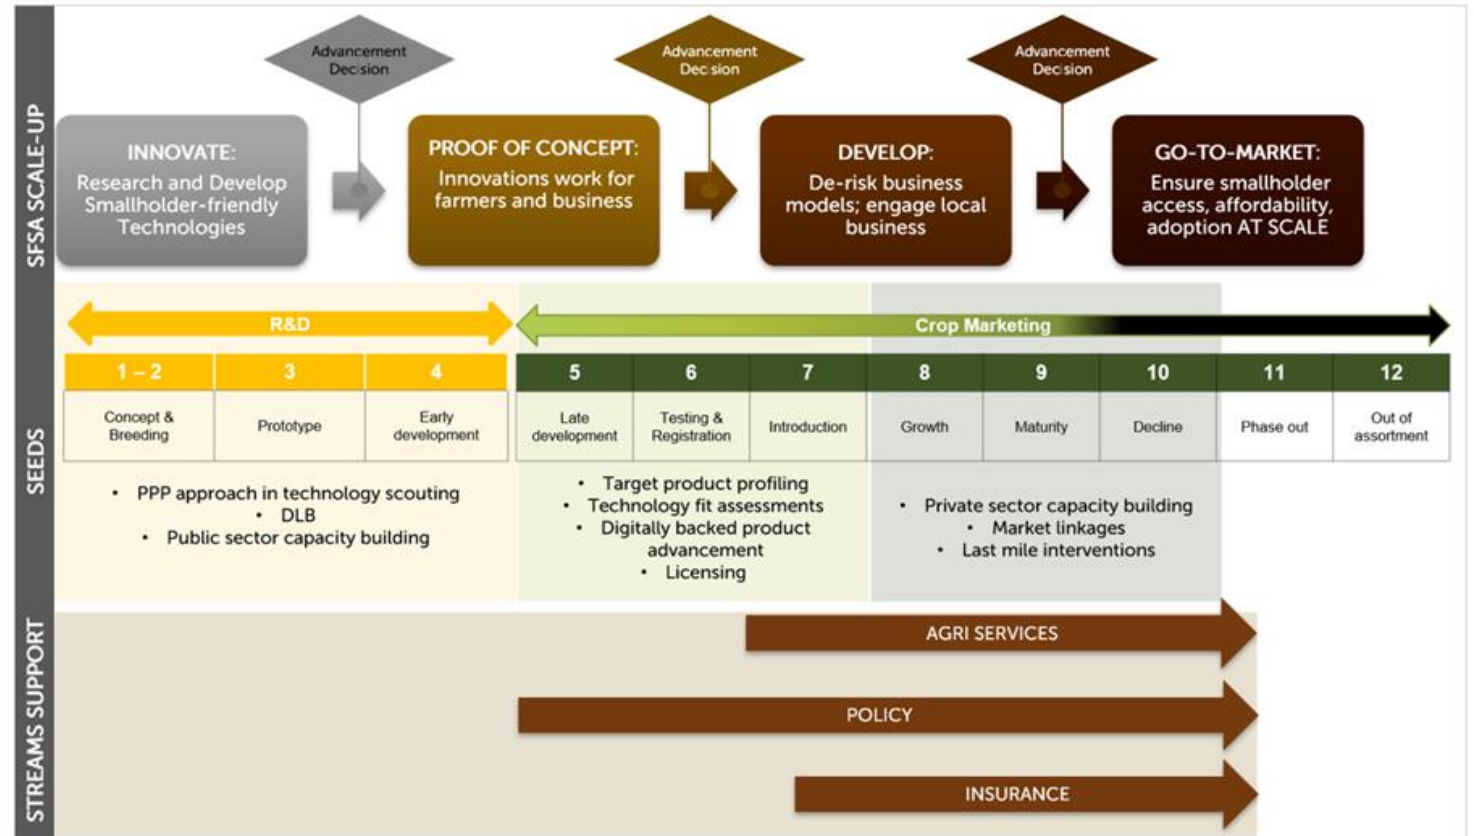 SFSA SCALE-UP
Advancement
Decision
Advancement
Decision
Advancement
Decision
INNOVATE:
Research and Develop
Smallholder-friendly
Technologies
PROOF OF CONCEPT:
Innovations work for
farmers and business
DEVELOP:
De-risk business
models; engage local
business
GO-TO-MARKET:
Ensure smallholder
access, affordability,
adoption AT SCALE
SEEDS
R&D
Crop Marketing
1 – 2
3
4
5
6
7
8
9
10
11
12
Concept &
Breeding
Prototype
Early
development
Late
development
Testing &
Registration
Introduction
Growth
Maturity
Decline
Phase out
Out of
assortment
• PPP approach in technology scouting
• DLB
• Public sector capacity building
• Target product profiling
• Technology fit assessments
• Digitally backed product
advancement
• Licensing
• Private sector capacity building
• Market linkages
• Last mile interventions
STREAMS SUPPORT
AGRI SERVICES
POLICY
INSURANCE